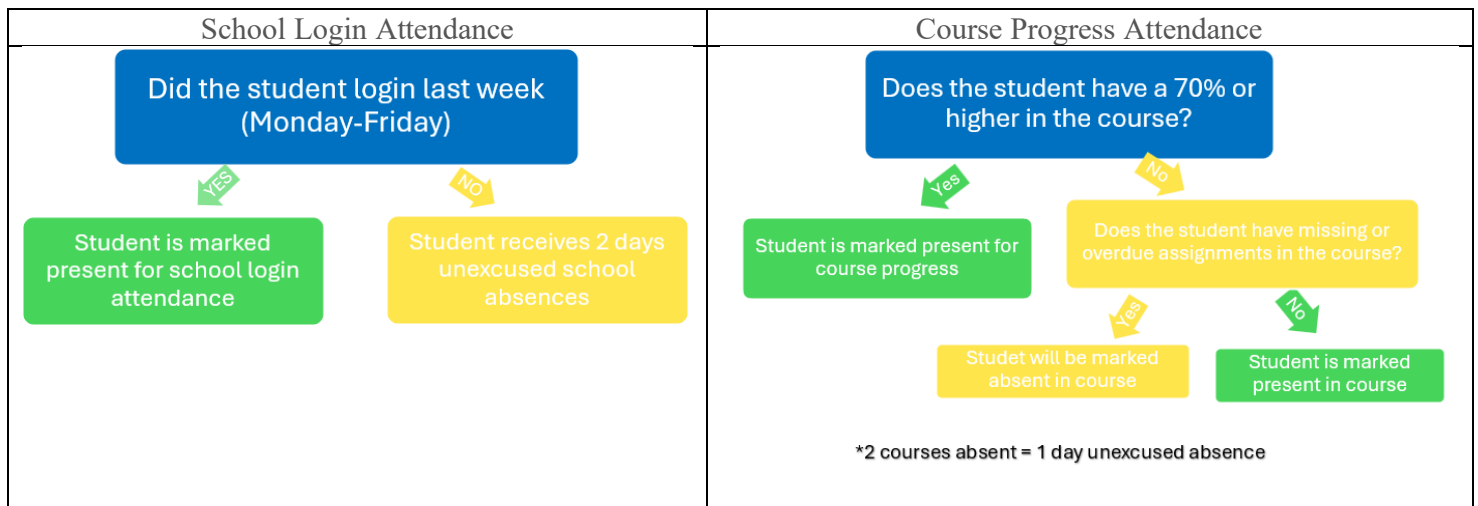 School Login Attendance
Did the student login last week
(Monday-Friday)
YES
NO
Student is marked
present for school login
attendance
Student receives 2 days
unexcused school
absences
Course Progress Attendance
Does the student have a 70% or
higher in the course?
Yes
No
Student is marked present for
course progress
Does the student have missing or
overdue assignments in the course?
Yes
No
Studet will be marked
absent in course
Student is marked
present in course
*2 courses absent = 1 day unexcused absence